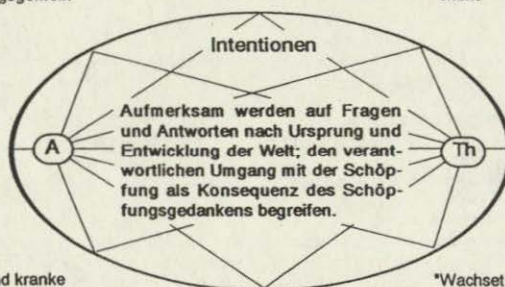 Intentionen
Aufmerksam werden auf Fragen
und Antworten nach Ursprung und
A Entwicklung der Welt; den verant- Th
wortlichen Umgang mit der Schöp-
fung als Konsequenz des Schöp-
fungsgedankens begreifen.
nd kranke "Wachset